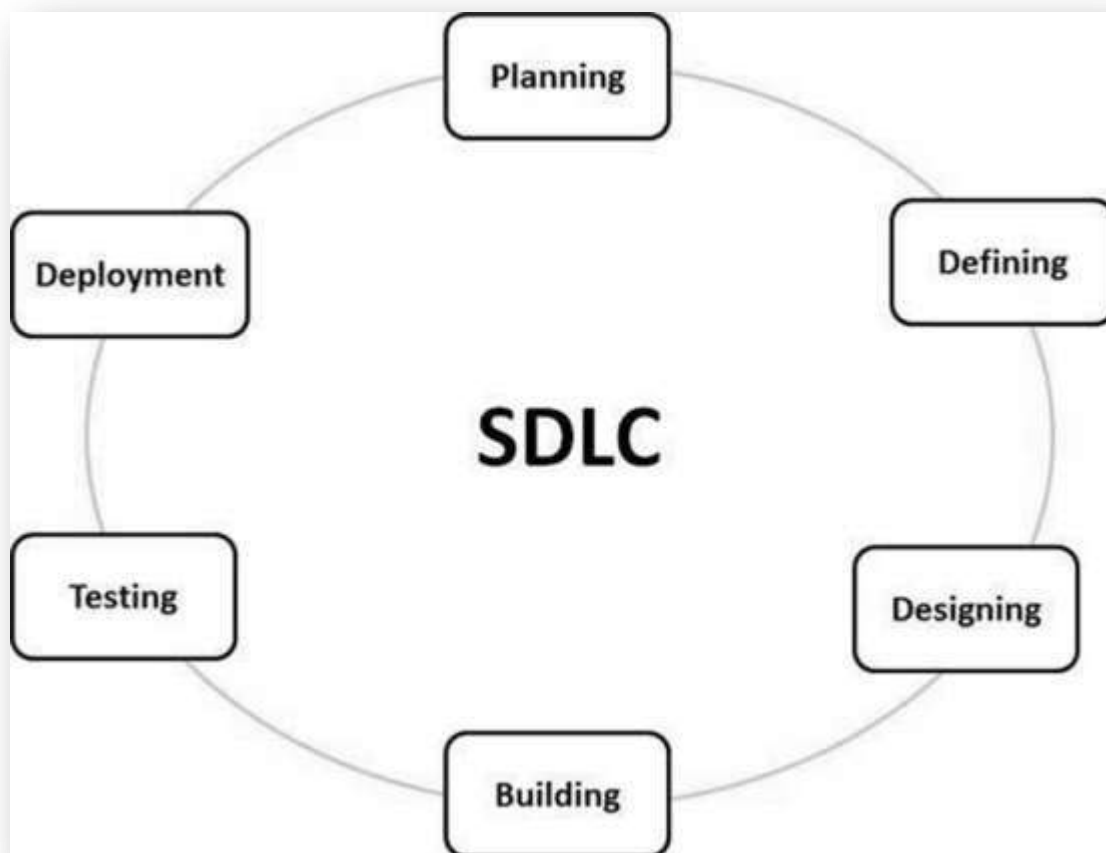 Planning
Defining
Deployment
SDLC
Testing
Designing
Building